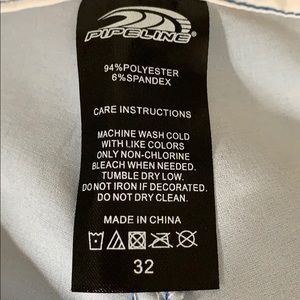 PIPELINE
94%POLYESTER
6%SPANDEX
CARE INSTRUCTIONS
MACHINE WASH COLD
WITH LIKE COLORS
ONLY NON-CHLORINE
BLEACH WHEN NEEDED.
TUMBLE DRY LOW.
DO NOT IRON IF DECORATED.
DO NOT DRY CLEAN.
MADE IN CHINA
32